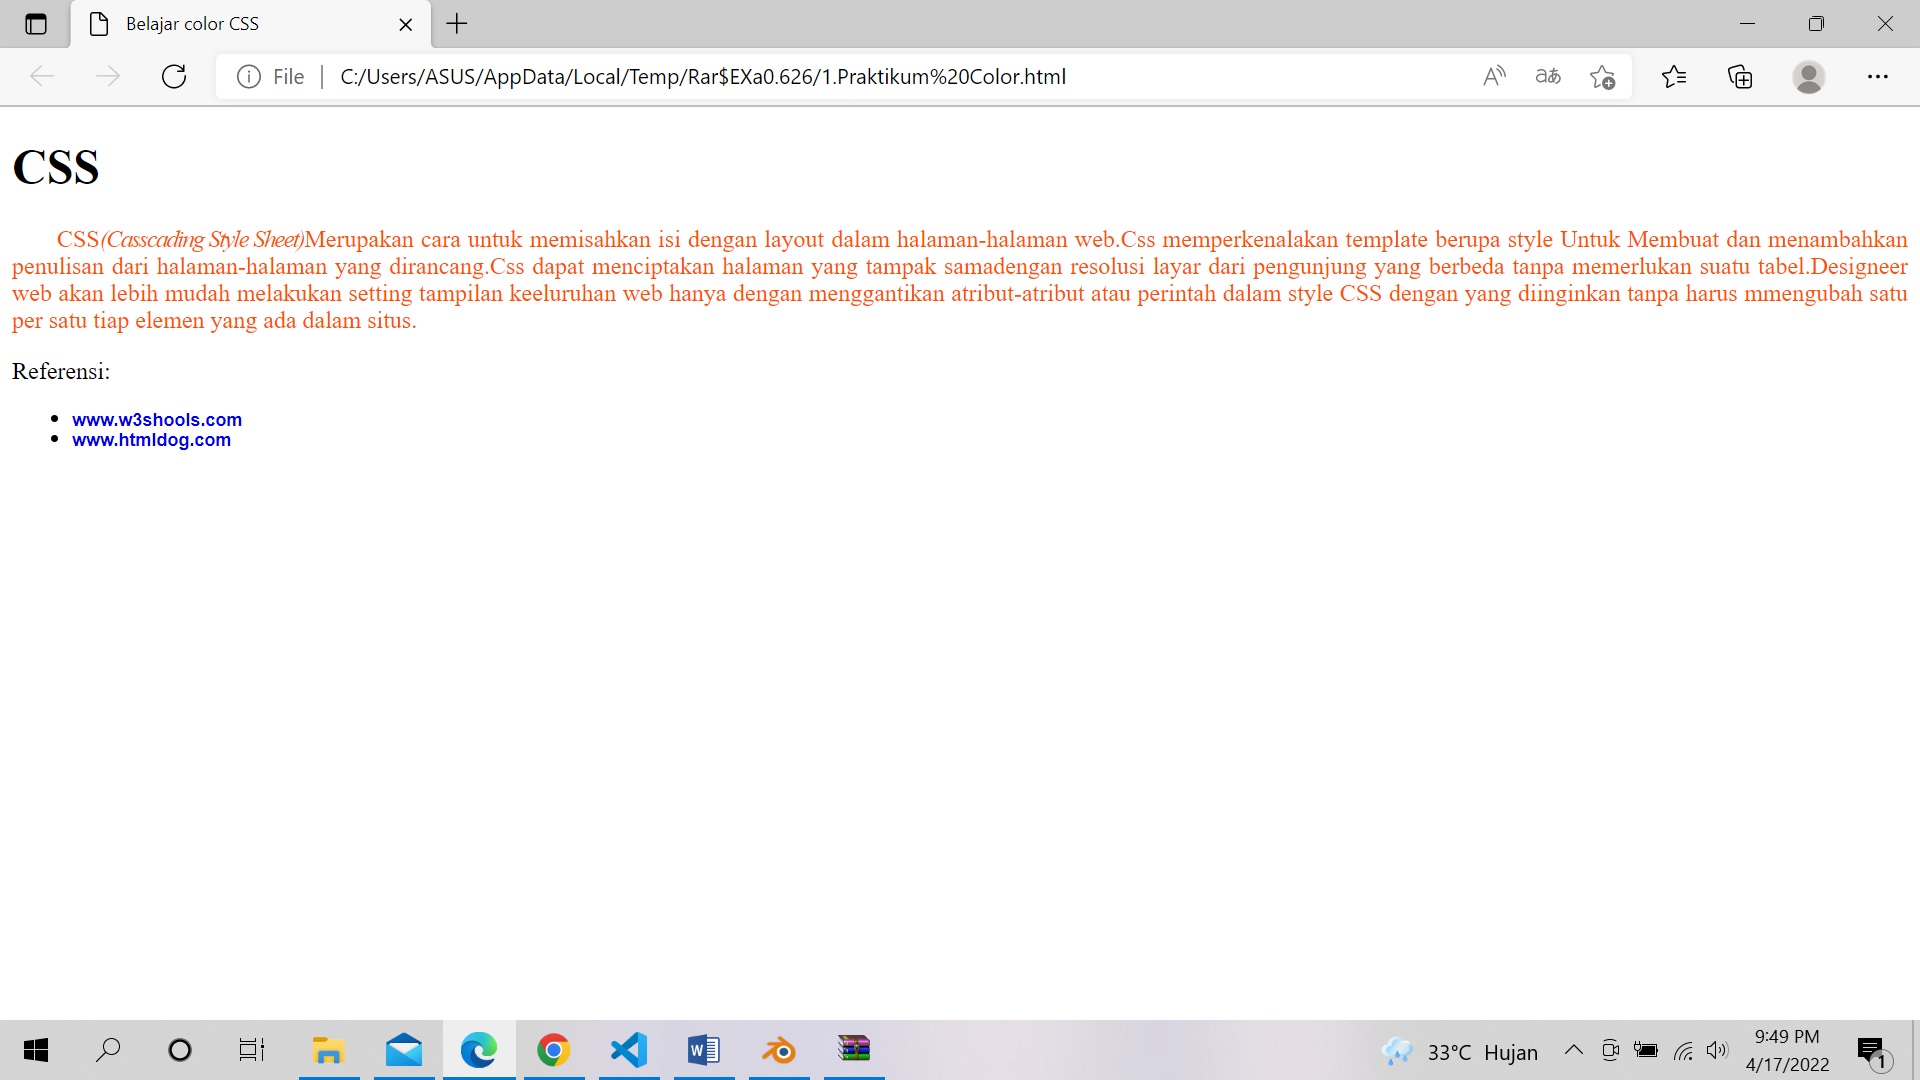 Belajar color CSS
File
C:/Users/ASUS/AppData/Local/Temp/Rar$EXa0.626/1.Praktikum%20Color.html
CSS
CSS(Casscading Style Sheet)Merupakan cara untuk memisahkan isi dengan layout dalam halaman-halaman web.Css memperkenalakan template berupa style Untuk Membuat dan menambahkan
penulisan dari halaman-halaman yang dirancang.Css dapat menciptakan halaman yang tampak samadengan resolusi layar dari pengunjung yang berbeda tanpa memerlukan suatu tabel.Designeer
web akan lebih mudah melakukan setting tampilan keeluruhan web hanya dengan menggantikan atribut-atribut atau perintah dalam style CSS dengan yang diinginkan tanpa harus mmengubah satu
per satu tiap elemen yang ada dalam situs.
Referensi:
www.w3shools.com
www.htmldog.com
33°C Hujan
9:49 PM
4/17/2022
1